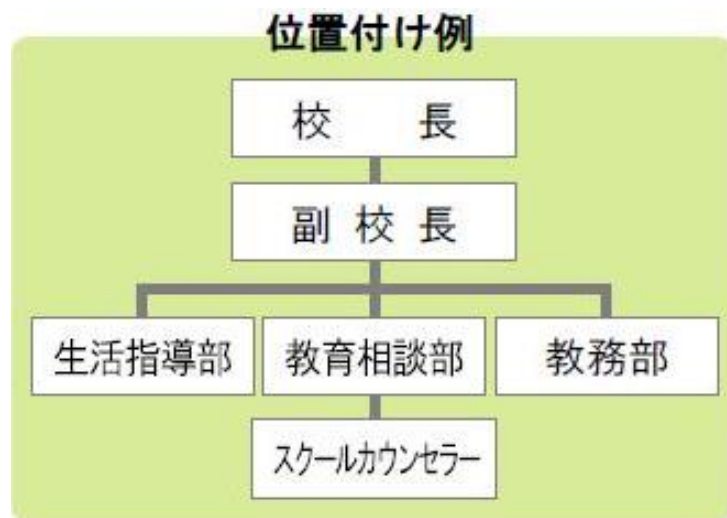 位置付け例
校　長
副 校 長
生活指導部
教育相談部
教務部
スクールカウンセラー